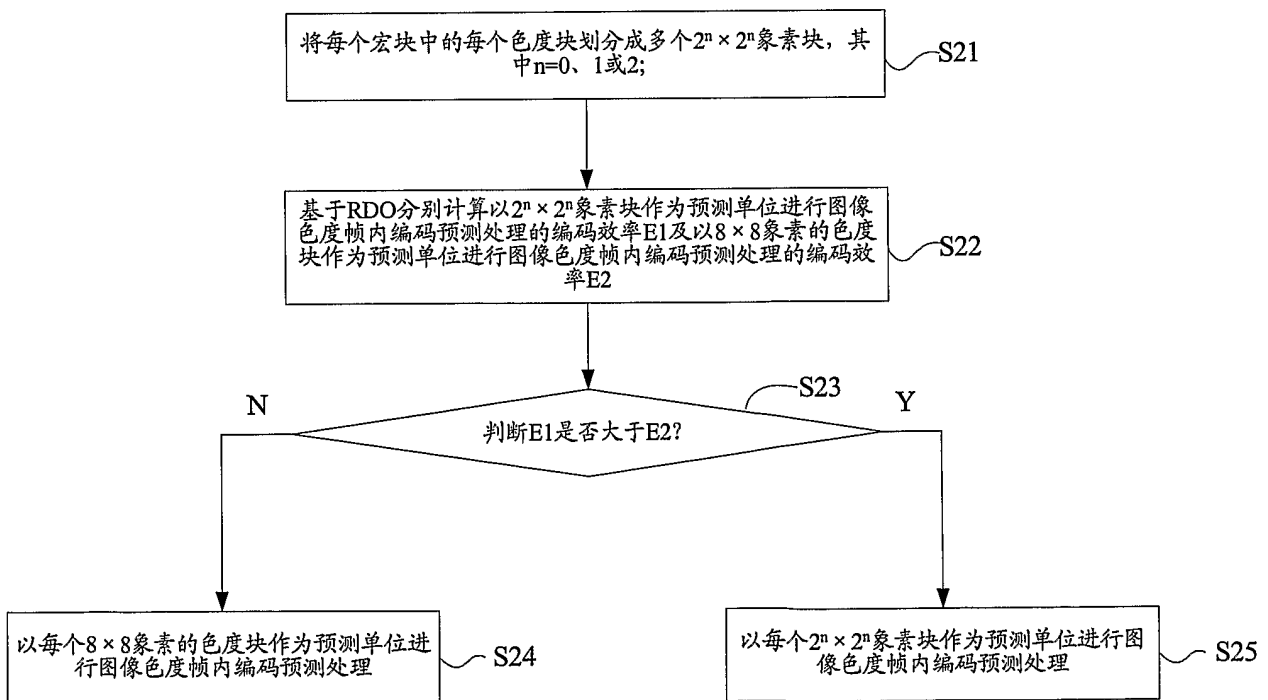 将每个宏块中的每个色度块划分成多个2ⁿ×2ⁿ象素块，其
中n=0、1或2;
S21
基于RDO分别计算以2ⁿ×2ⁿ象素块作为预测单位进行图像
色度帧内编码预测处理的编码效率E1及以8×8象素的色度
块作为预测单位进行图像色度帧内编码预测处理的编码效
率E2
S22
S23
N
Y
判断E1是否大于E2?
以每个8×8象素的色度块作为预测单位进
行图像色度帧内编码预测处理
S24
以每个2ⁿ×2ⁿ象素块作为预测单位进行图
像色度帧内编码预测处理
S25